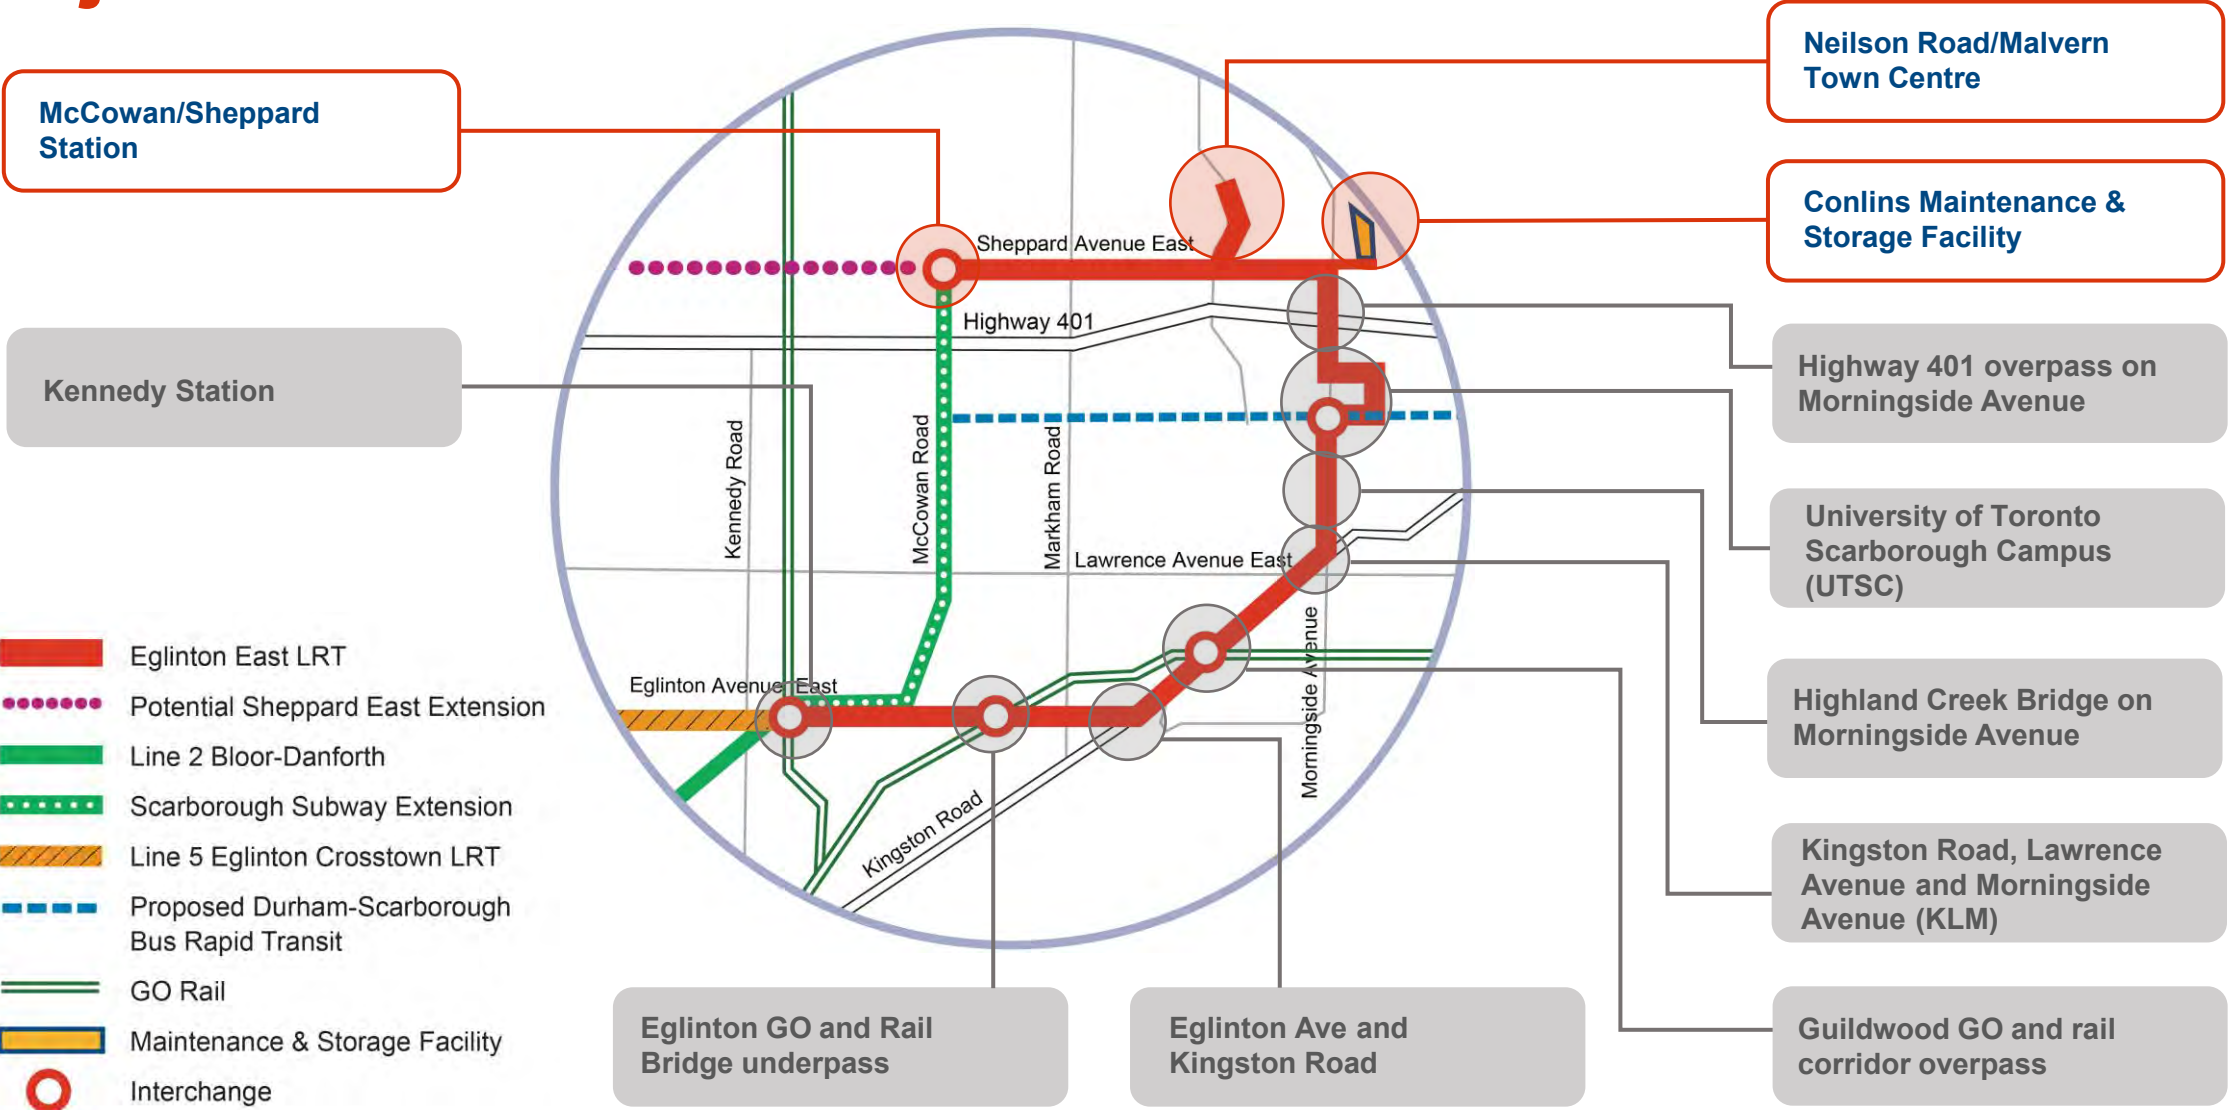 McCowan/Sheppard
Station
Neilson Road/Malvern
Town Centre
Conlins Maintenance &
Storage Facility
Sheppard Avenue East
Highway 401
Kennedy Station
Highway 401 overpass on
Morningside Avenue
Kennedy Road
McCowan Road
Markham Road
Lawrence Avenue East
University of Toronto
Scarborough Campus
(UTSC)
Morningside Avenue
Eglinton Avenue East
Kingston Road
Highland Creek Bridge on
Morningside Avenue
Kingston Road, Lawrence
Avenue and Morningside
Avenue (KLM)
Guildwood GO and rail
corridor overpass
Eglinton GO and Rail
Bridge underpass
Eglinton Ave and
Kingston Road
Eglinton East LRT
Potential Sheppard East Extension
Line 2 Bloor-Danforth
Scarborough Subway Extension
Line 5 Eglinton Crosstown LRT
Proposed Durham-Scarborough
Bus Rapid Transit
GO Rail
Maintenance & Storage Facility
Interchange